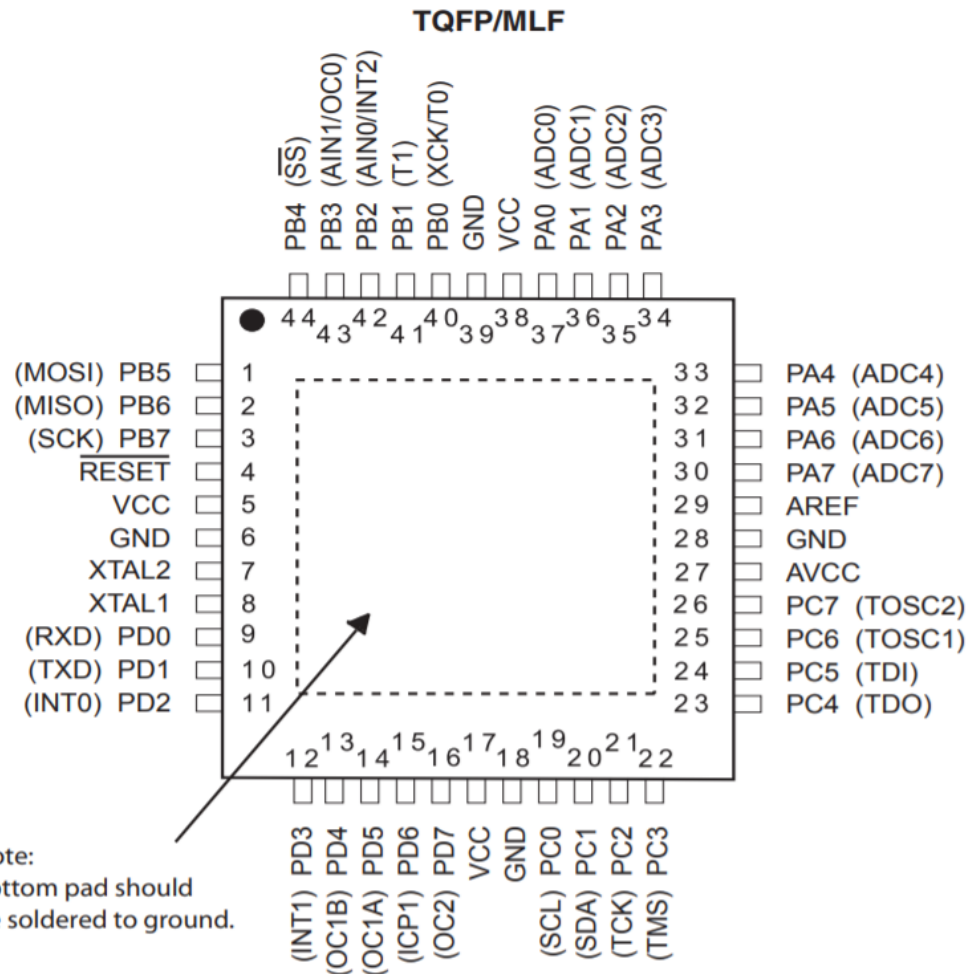 TQFP/MLF
PB4 (SS)
PB3 (AIN1/OC0)
PB2 (AIN0/INT2)
PB1 (T1)
PB0 (XCK/T0)
GND
VCC
PA0 (ADC0)
PA1 (ADC1)
PA2 (ADC2)
PA3 (ADC3)
44 43 42 41 40 39 38 37 36 35 34
(MOSI) PB5 1
(MISO) PB6 2
(SCK) PB7 3
RESET 4
VCC 5
GND 6
XTAL2 7
XTAL1 8
(RXD) PD0 9
(TXD) PD1 10
(INT0) PD2 11
33 PA4 (ADC4)
32 PA5 (ADC5)
31 PA6 (ADC6)
30 PA7 (ADC7)
29 AREF
28 GND
27 AVCC
26 PC7 (TOSC2)
25 PC6 (TOSC1)
24 PC5 (TDI)
23 PC4 (TDO)
12 13 14 15 16 17 18 19 20 21 22
(INT1) PD3
(OC1B) PD4
(OC1A) PD5
(ICP1) PD6
(OC2) PD7
VCC
GND
(SCL) PC0
(SDA) PC1
(TCK) PC2
(TMS) PC3
ote:
ottom pad should
soldered to ground.